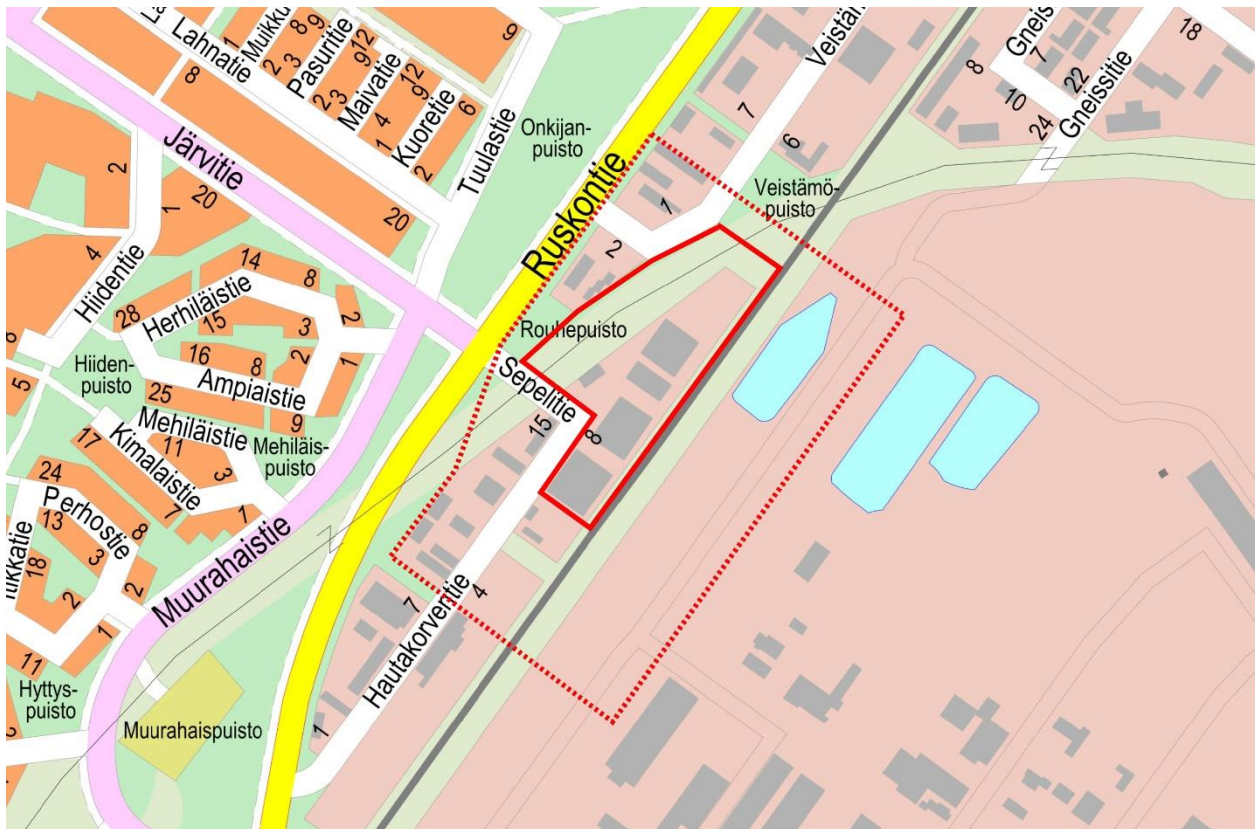 Lahnatie
8
Muikku
1
2
3
8
9
Pasuritie
2
3
9
12
Maivatie
1
4
9
12
Kuoretie
2
6
9
Tuulastie
Onkijan-
puisto
Ruskontie
Järvitie
20
20
2
1
4
Hiidentie
Hiiden-
puisto
5
14
8
28
Herhiläistie
15
3
2
16
8
2
1
Ampiaistie
25
9
Mehiläistie
Mehiläis-
puisto
17
11
3
Kimalaistie
7
1
24
Perhostie
13
3
8
18
2
2
1
11
Hyttys-
puisto
2
Muurahaistie
Muurahaispuisto
Veistäm
7
6
1
2
Veistämö-
puisto
Rouhepuisto
Sepelitie
15
8
Hautakorventie
7
4
1
Gneis
8
7
10
22
24
18
Gneissitie